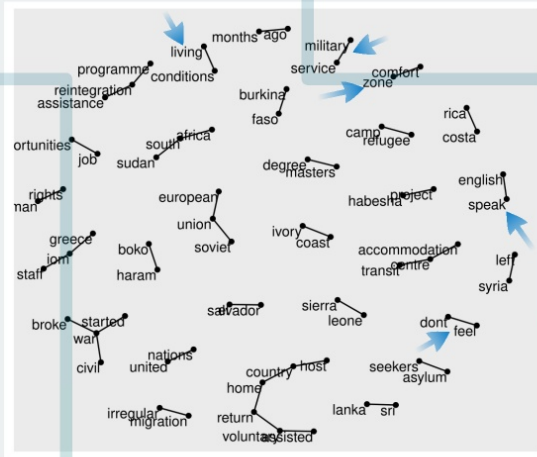 months ago
living
conditions
military
service
comfort
zone
programme
reintegration
assistance
burkina
faso
rica
costa
camp
refugee
africa
south
sudan
ortunities
job
degree
masters
english
speak
rights
man
european
union
soviet
habesha project
greece
iom
staff
boko
haram
ivory
coast
accommodation
centre
transit
left
syria
salvador
sierra
leone
broke started
war
civil
dont
feel
nations
united
country host
home
return
voluntary assisted
seekers
asylum
irregular
migration
lanka sri